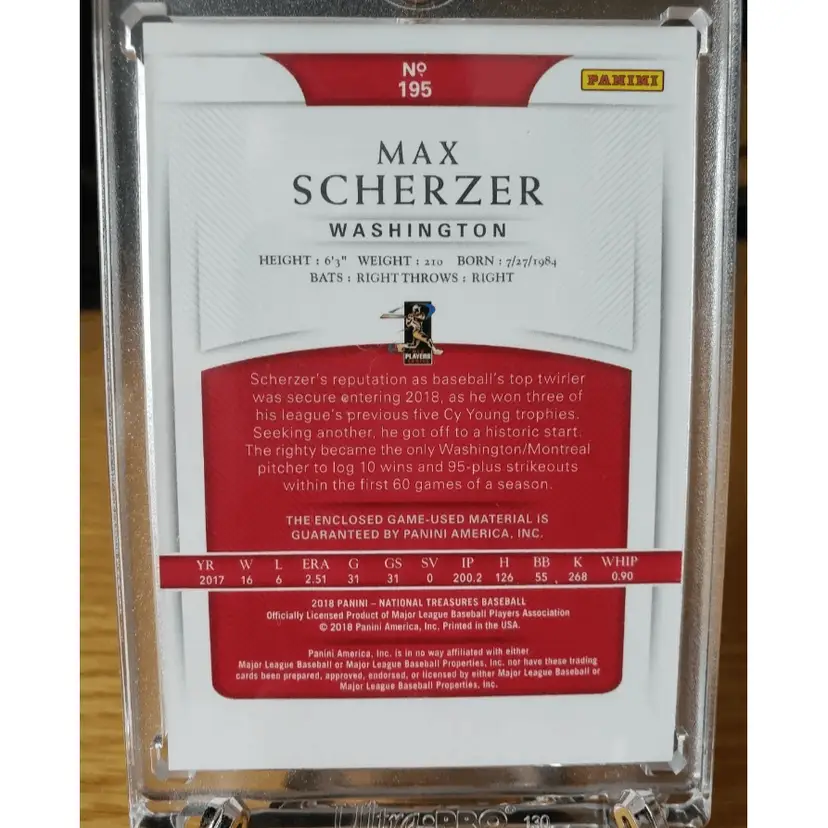 Nº
195
PANINI
MAX
SCHERZER
WASHINGTON
HEIGHT : 6'3" WEIGHT : 210 BORN : 7/27/1984
BATS : RIGHT THROWS : RIGHT
PLAYERS
Scherzer's reputation as baseball's top twirler
was secure entering 2018, as he won three of
his league's previous five Cy Young trophies.
Seeking another, he got off to a historic start.
The righty became the only Washington/Montreal
pitcher to log 10 wins and 95-plus strikeouts
within the first 60 games of a season.
THE ENCLOSED GAME-USED MATERIAL IS
GUARANTEED BY PANINI AMERICA, INC.
YR W L ERA G GS SV IP H BB K WHIP
2017 16 6 2.51 31 31 0 200.2 126 55 268 0.90
2018 PANINI – NATIONAL TREASURES BASEBALL
Officially Licensed Product of Major League Baseball Players Association
© 2018 Panini America, Inc. Printed in the USA.
Panini America, Inc. is in no way affiliated with either
Major League Baseball or Major League Baseball Properties, Inc. nor have these trading
cards been prepared, approved, endorsed, or licensed by either Major League Baseball or
Major League Baseball Properties, Inc.
Ultra·PRO® 130